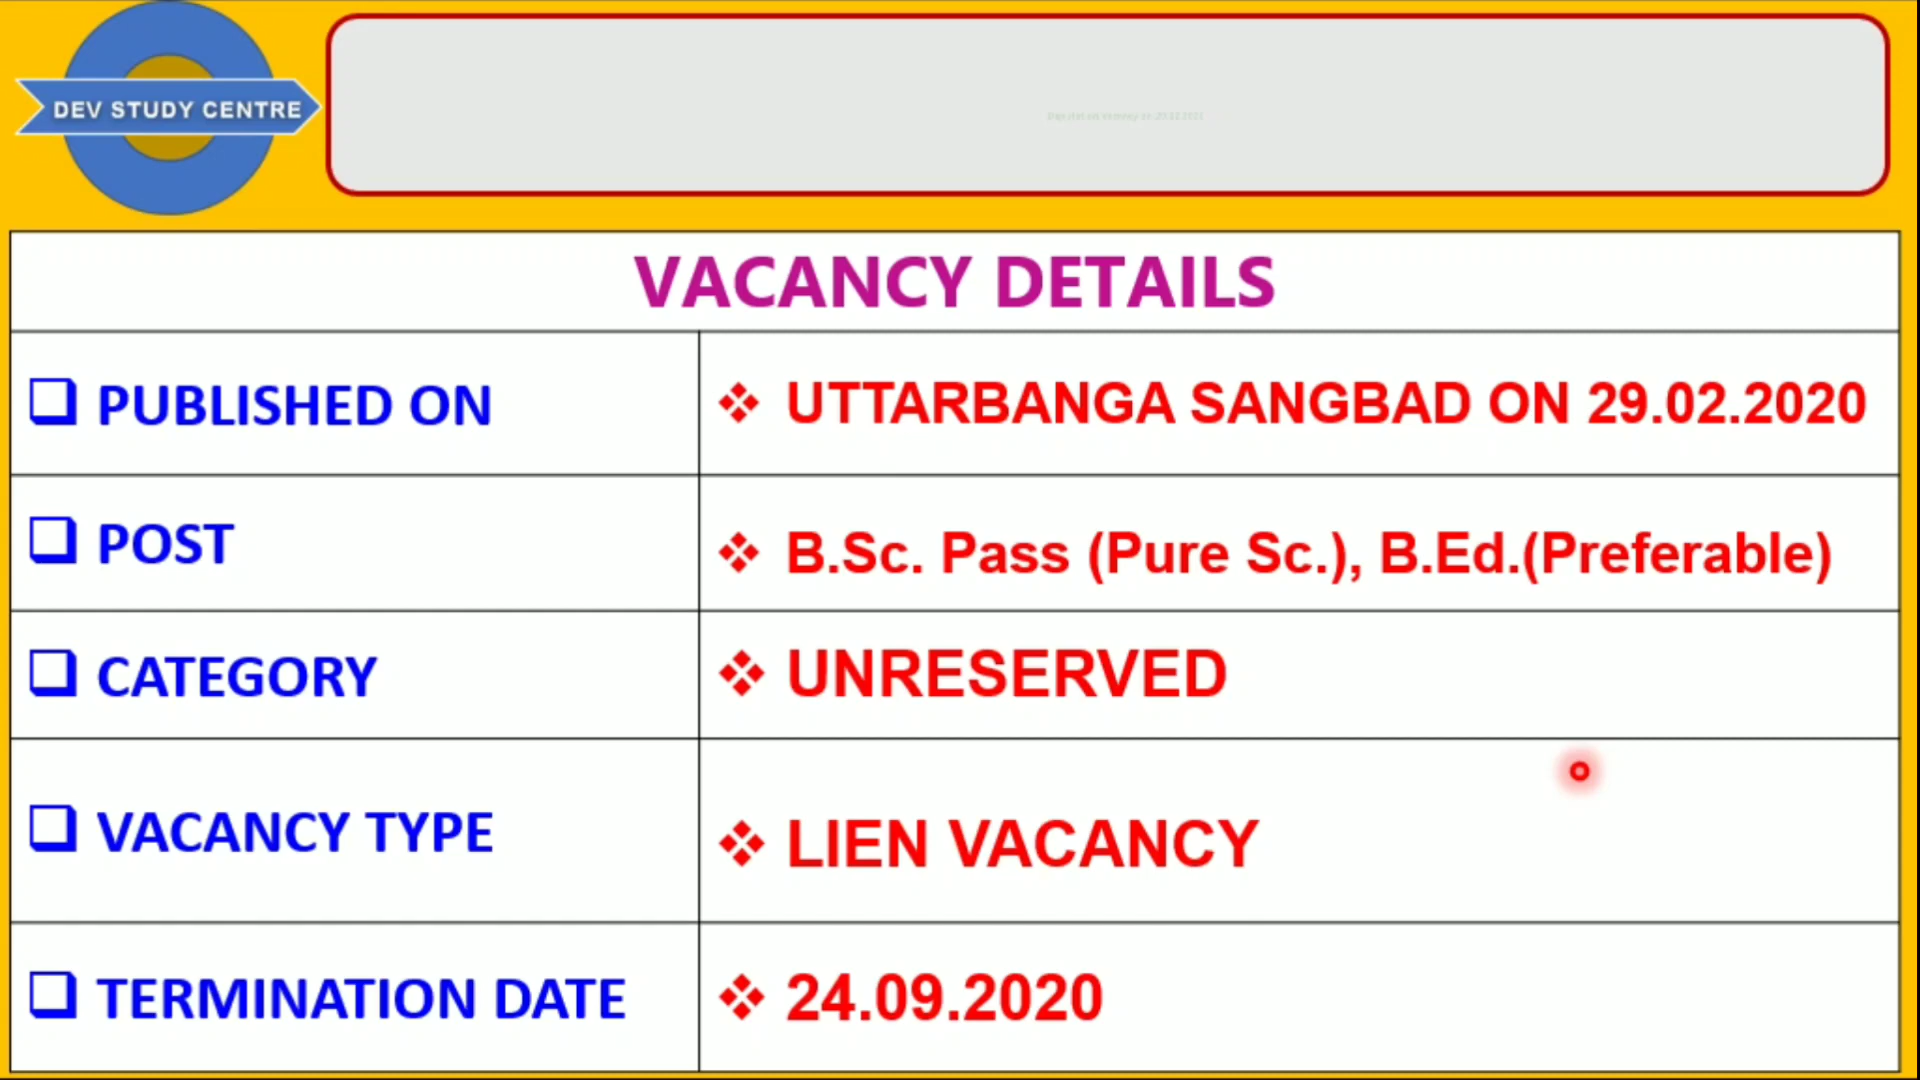 DEV STUDY CENTRE
VACANCY DETAILS
PUBLISHED ON
UTTARBANGA SANGBAD ON 29.02.2020
POST
B.Sc. Pass (Pure Sc.), B.Ed.(Preferable)
CATEGORY
UNRESERVED
VACANCY TYPE
LIEN VACANCY
TERMINATION DATE
24.09.2020